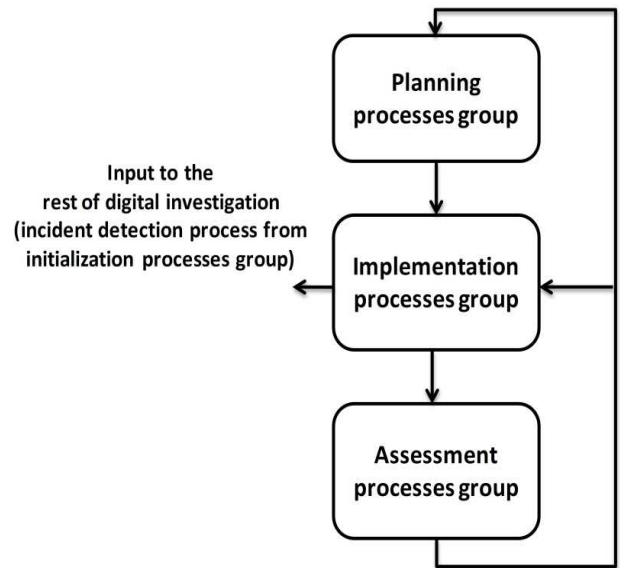 Planning
processes group
Input to the
rest of digital investigation
(incident detection process from
initialization processes group)
Implementation
processes group
Assessment
processes group